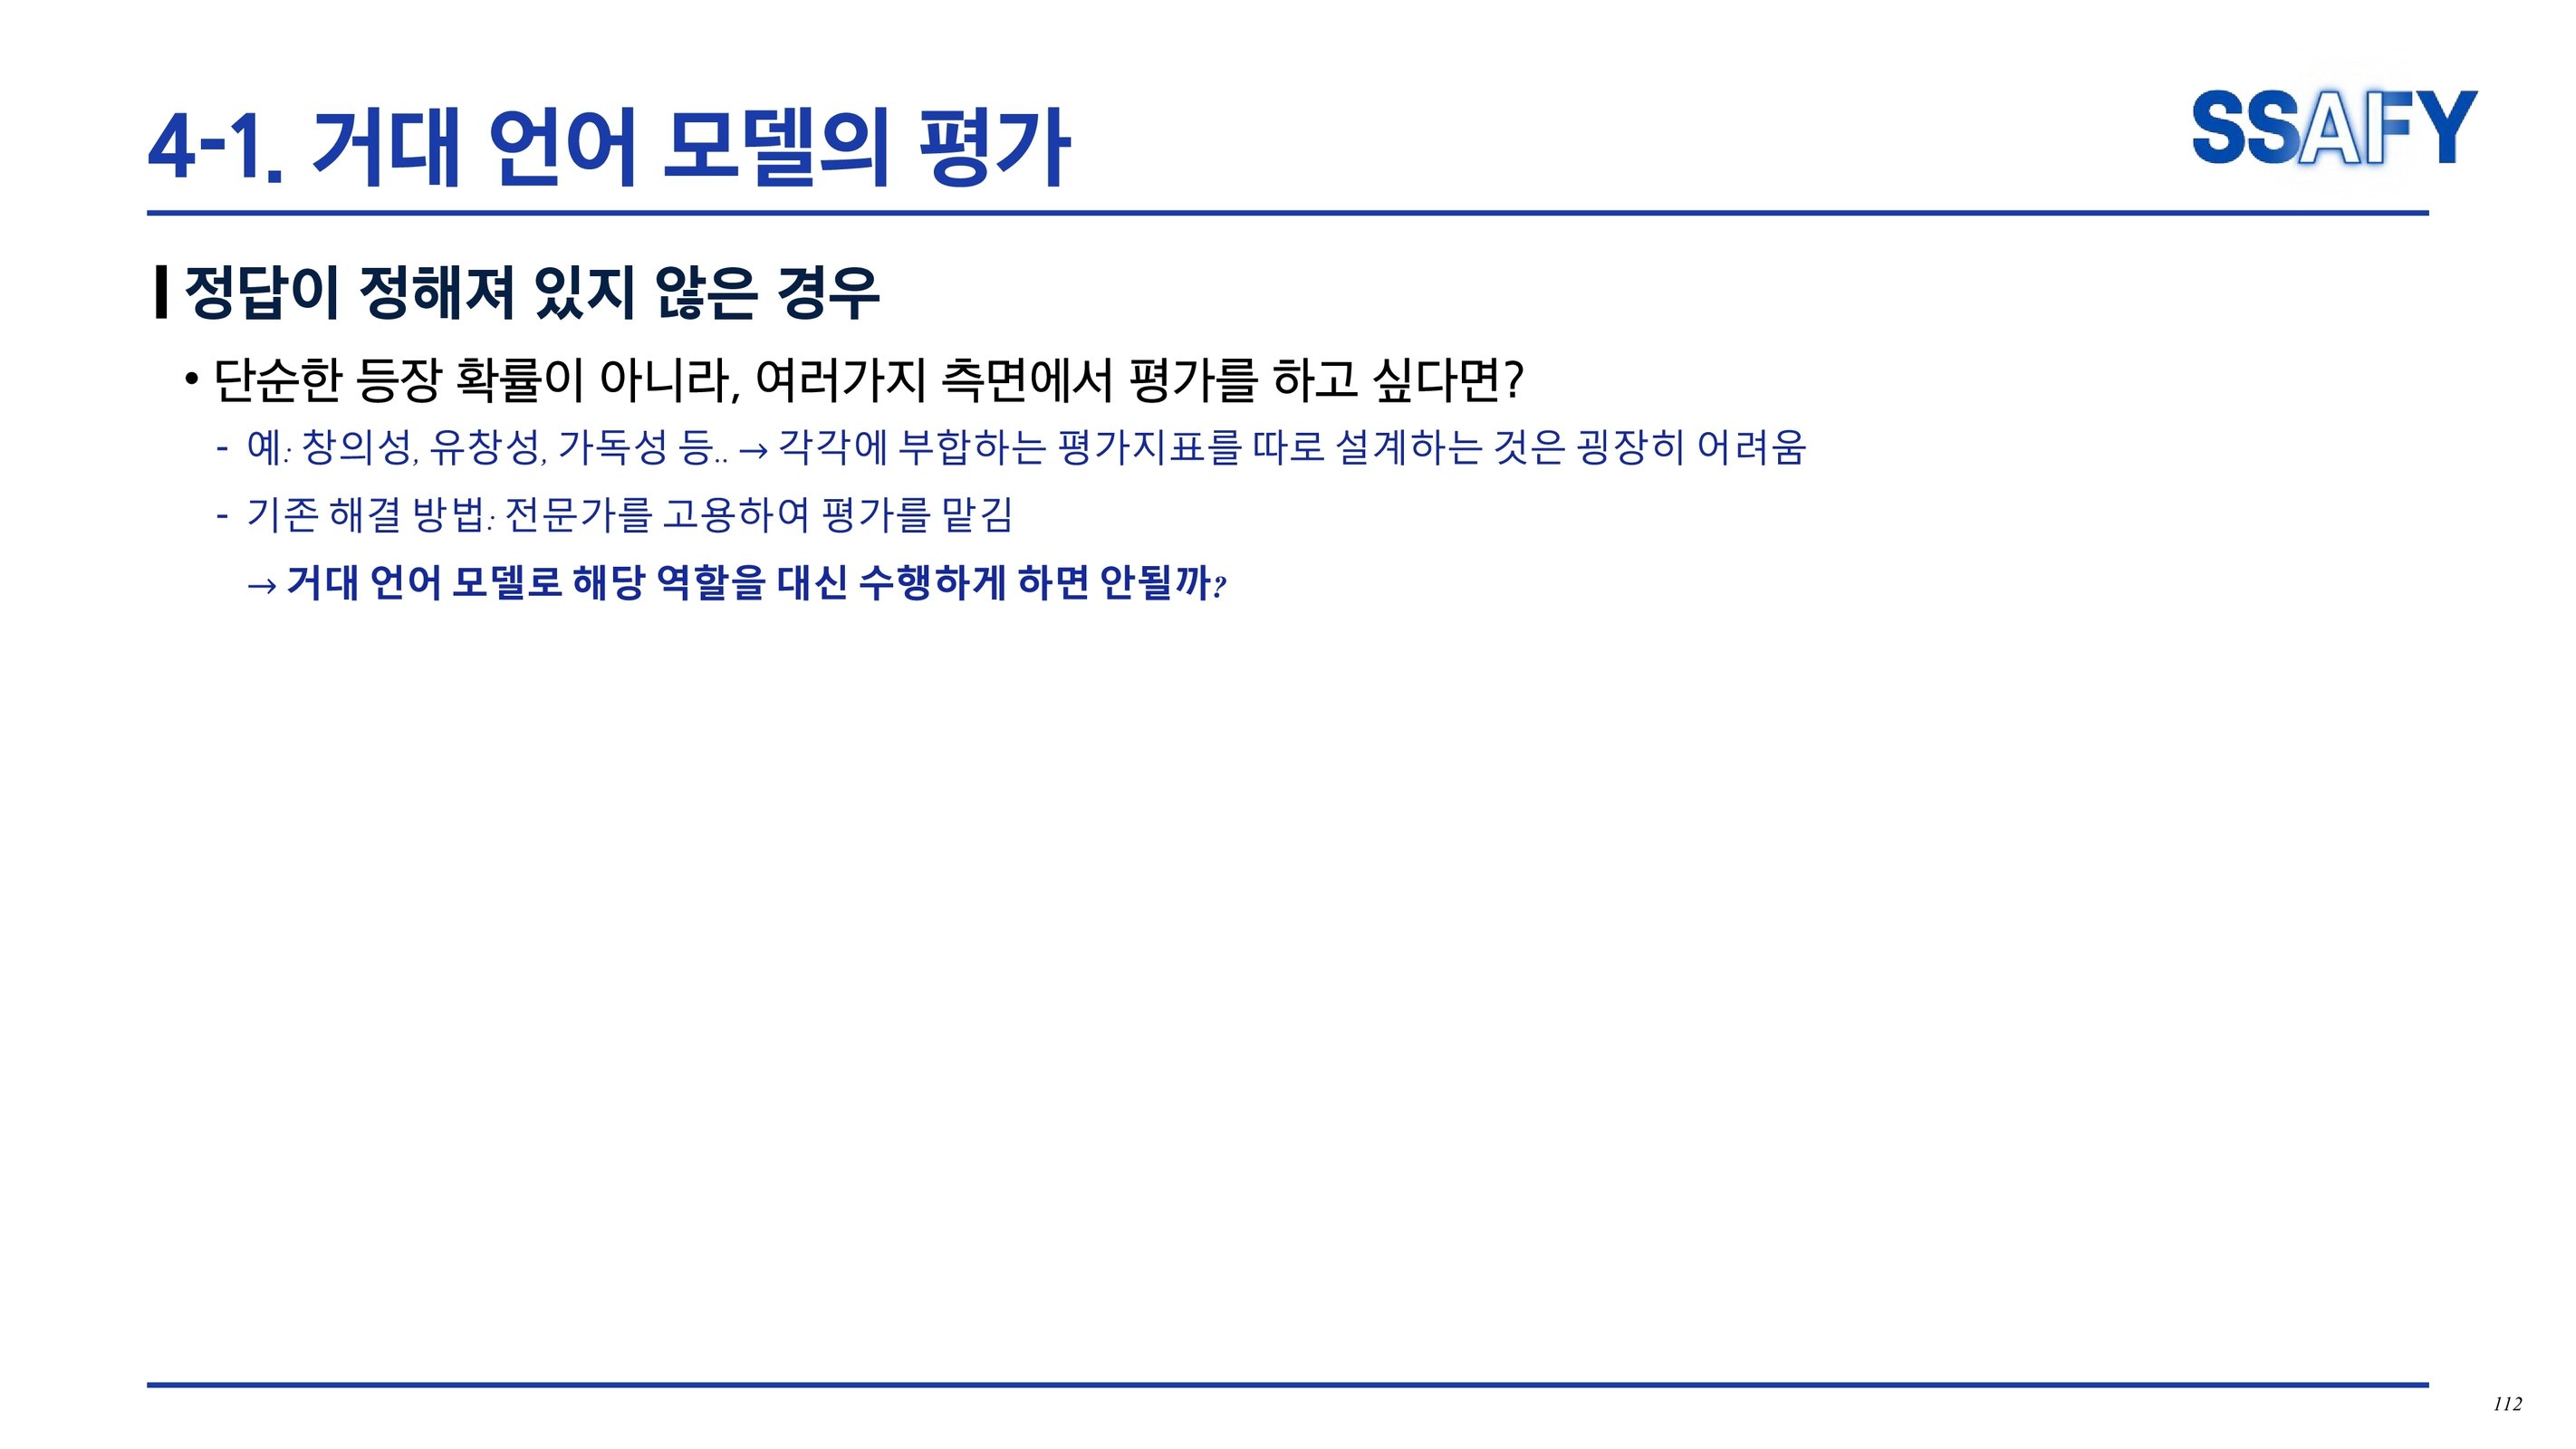 4-1. 거대 언어 모델의 평가
SSAFY
정답이 정해져 있지 않은 경우
• 단순한 등장 확률이 아니라, 여러가지 측면에서 평가를 하고 싶다면?
- 예: 창의성, 유창성, 가독성 등.. → 각각에 부합하는 평가지표를 따로 설계하는 것은 굉장히 어려움
- 기존 해결 방법: 전문가를 고용하여 평가를 맡김
→ 거대 언어 모델로 해당 역할을 대신 수행하게 하면 안될까?
112